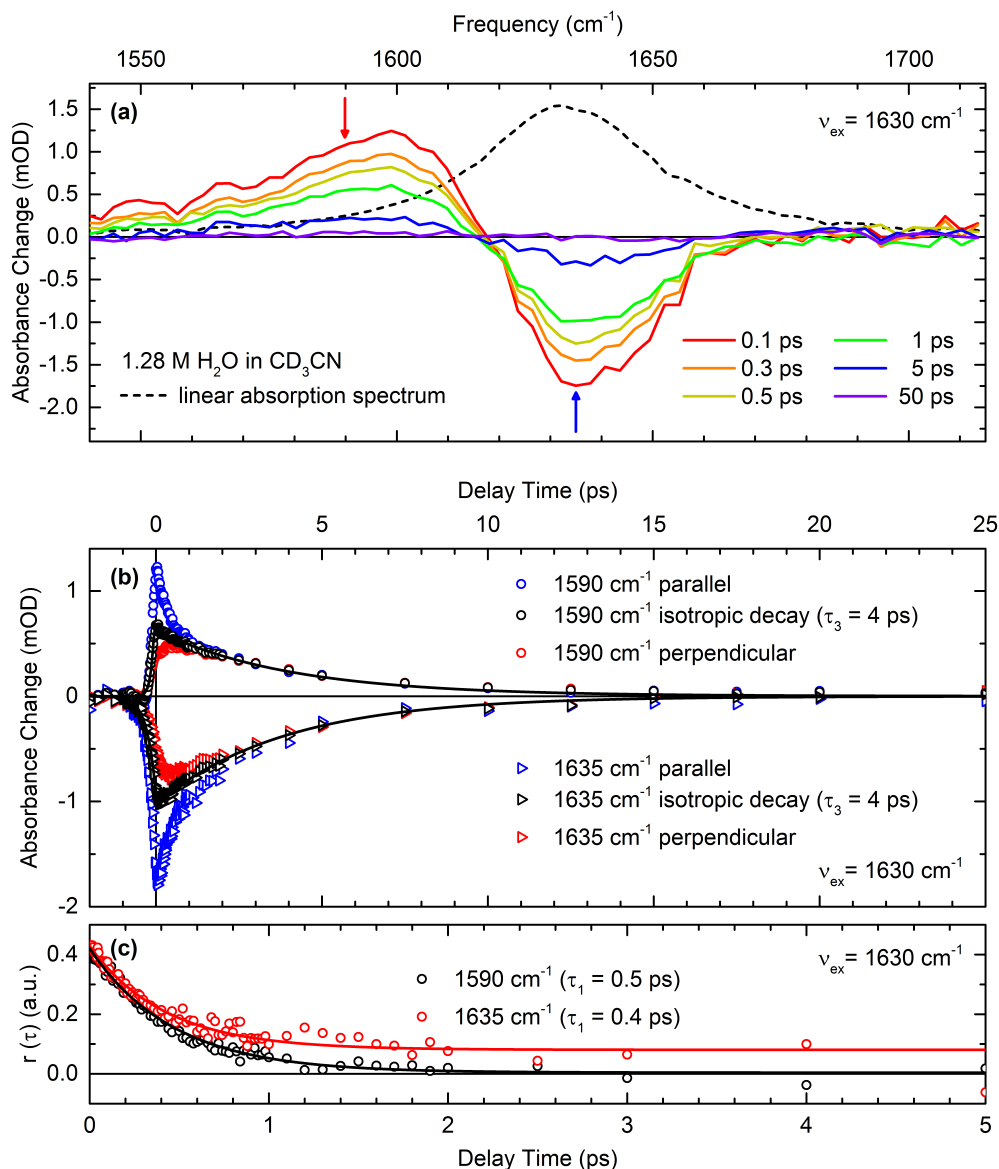 Frequency (cm⁻¹)
1550 1600 1650 1700
(a)
ν_ex= 1630 cm⁻¹
Absorbance Change (mOD)
1.5
1.0
0.5
0.0
-0.5
-1.0
-1.5
-2.0
1.28 M H₂O in CD₃CN
linear absorption spectrum
0.1 ps 1 ps
0.3 ps 5 ps
0.5 ps 50 ps
Delay Time (ps)
0 5 10 15 20 25
(b)
Absorbance Change (mOD)
1
0
-1
-2
1590 cm⁻¹ parallel
1590 cm⁻¹ isotropic decay (τ₃ = 4 ps)
1590 cm⁻¹ perpendicular
1635 cm⁻¹ parallel
1635 cm⁻¹ isotropic decay (τ₃ = 4 ps)
1635 cm⁻¹ perpendicular
ν_ex= 1630 cm⁻¹
(c)
ν_ex= 1630 cm⁻¹
r (τ) (a.u.)
0.4
0.2
0.0
1590 cm⁻¹ (τ₁ = 0.5 ps)
1635 cm⁻¹ (τ₁ = 0.4 ps)
0 1 2 3 4 5
Delay Time (ps)